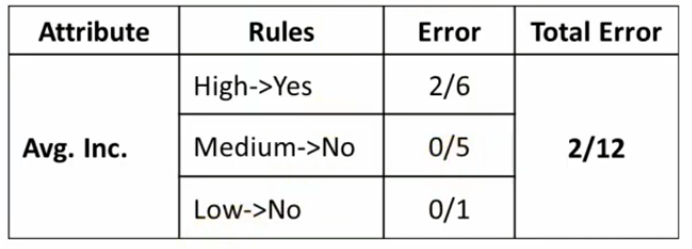 Attribute Rules Error Total Error
High->Yes 2/6
Avg. Inc. Medium->No 0/5 2/12
Low->No 0/1